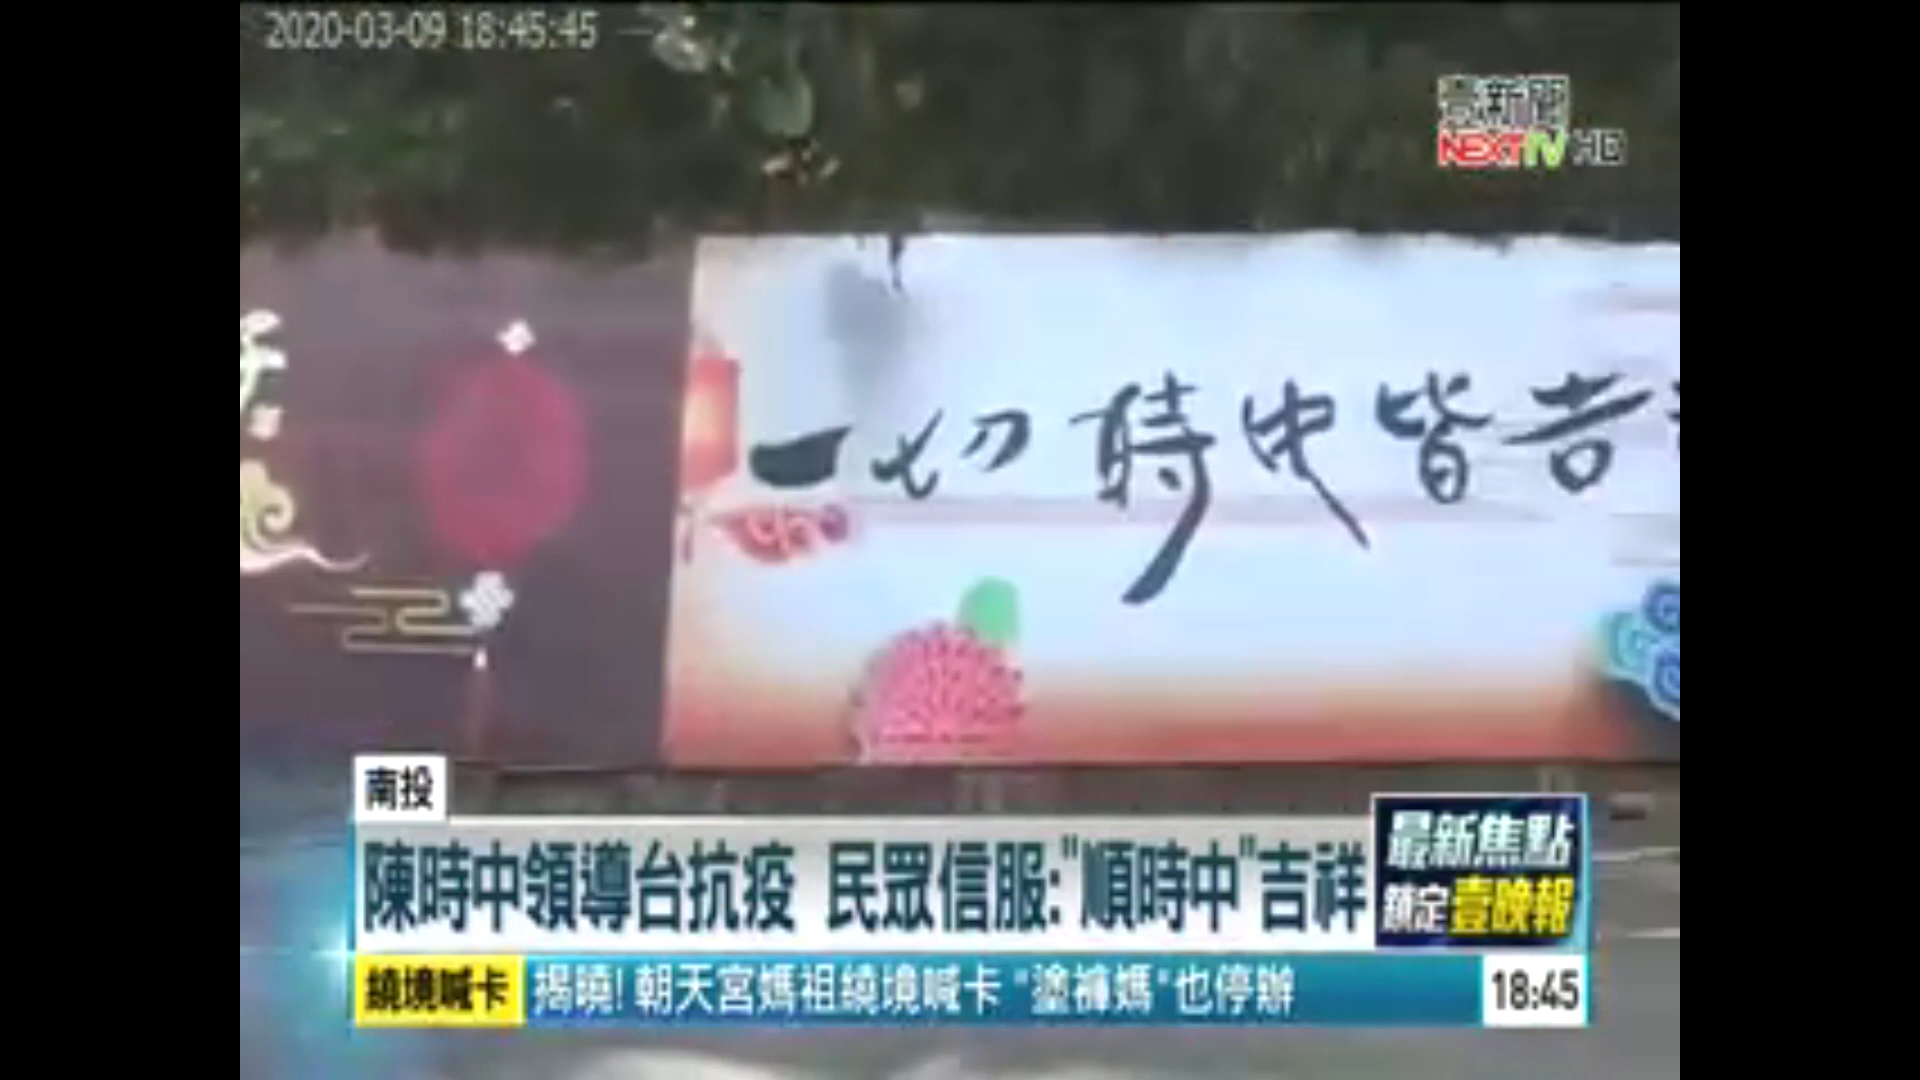 2020-03-09 18:45:45
壹新聞
NEXTTV HD
一切時中皆吉
南投
陳時中領導台抗疫 民眾信服:"順時中"吉祥
最新焦點
鎖定壹晚報
繞境喊卡
揭曉!朝天宮媽祖繞境喊卡 "塗褲媽"也停辦
18:45